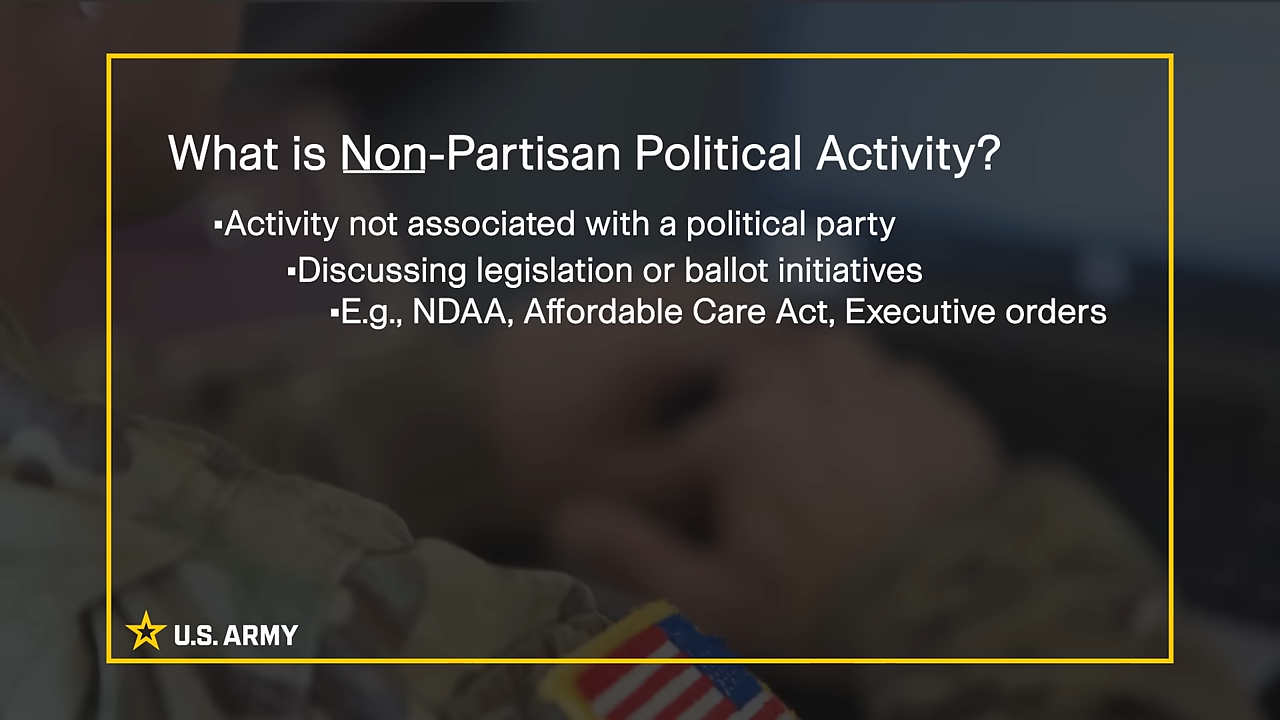 What is Non-Partisan Political Activity?
▪Activity not associated with a political party
▪Discussing legislation or ballot initiatives
▪E.g., NDAA, Affordable Care Act, Executive orders
U.S. ARMY